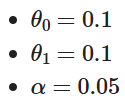 • θ₀ = 0.1
• θ₁ = 0.1
• α = 0.05